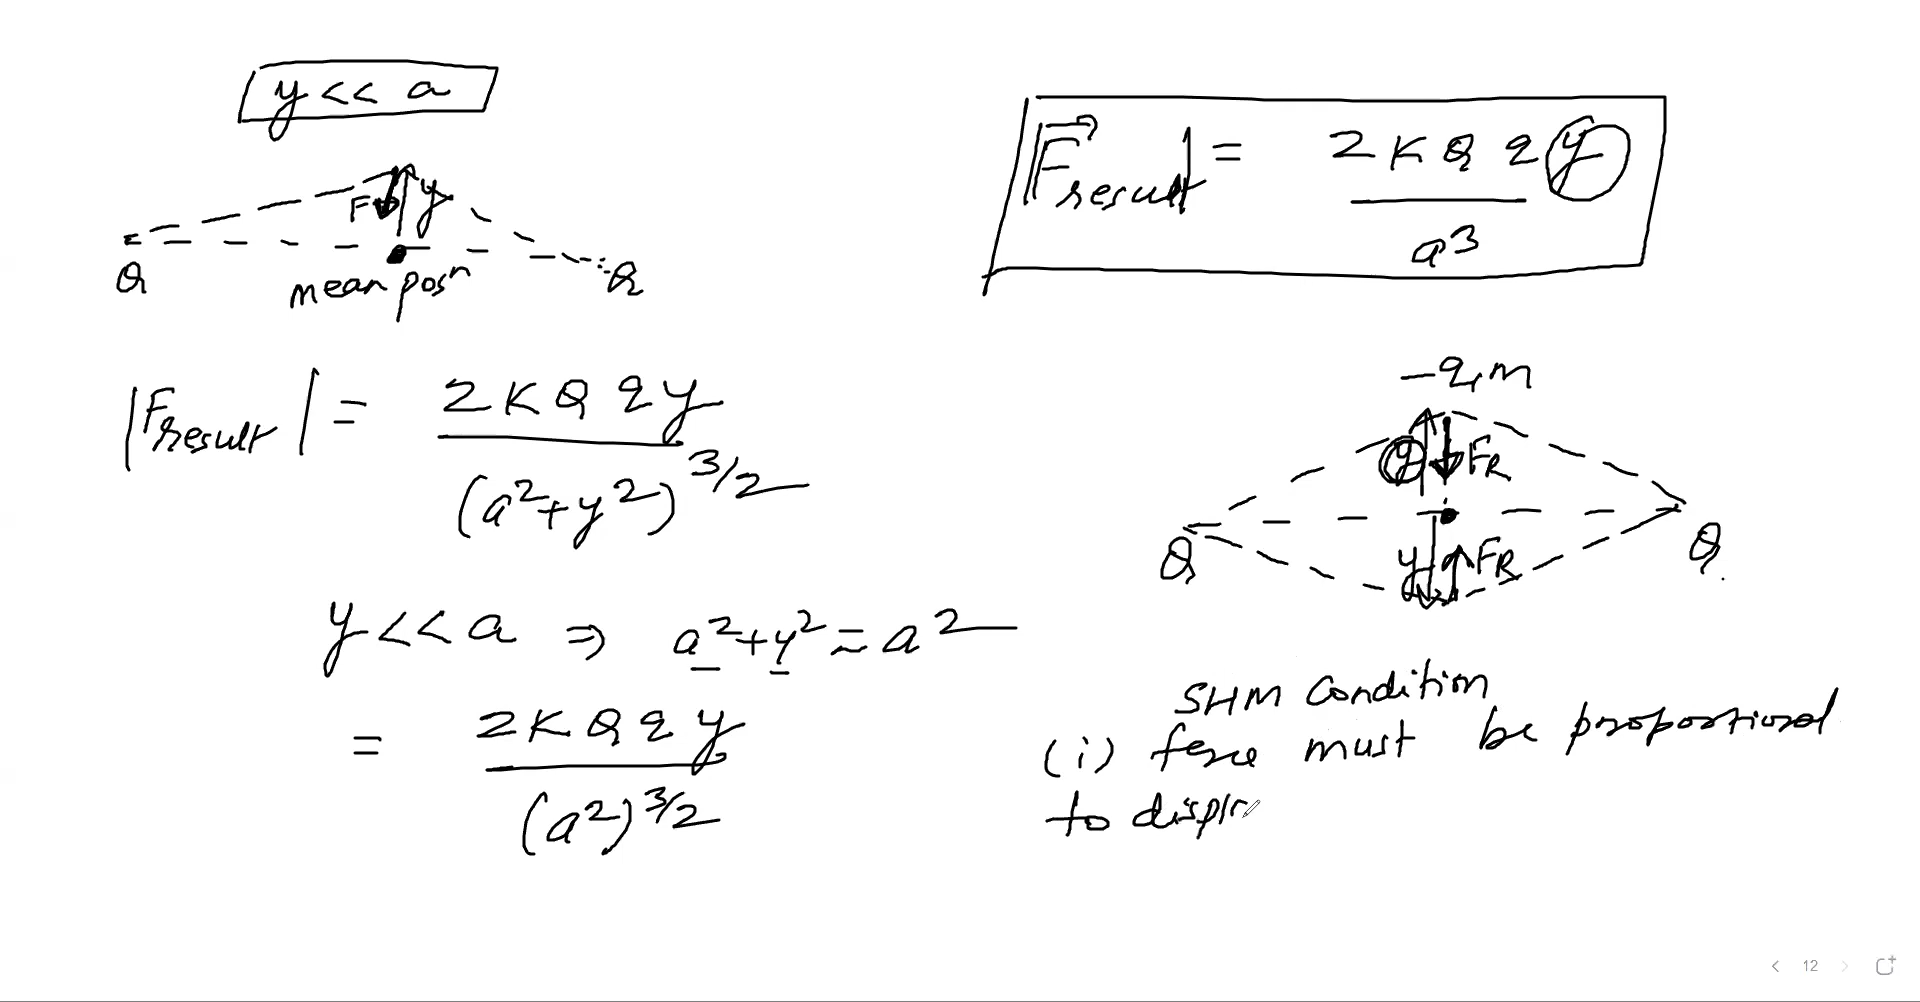 y << a
F y
Q Q
mean posⁿ
|Fresult| = 2KQqy / (a²+y²)^3/2
y << a ⇒ a²+y² ≈ a²
= 2KQqy / (a²)^3/2
|F⃗result| = 2KQqy / a³
-q, m
y FR
Q Q
y FR
SHM Condition
(i) force must be proportional
to displ
12